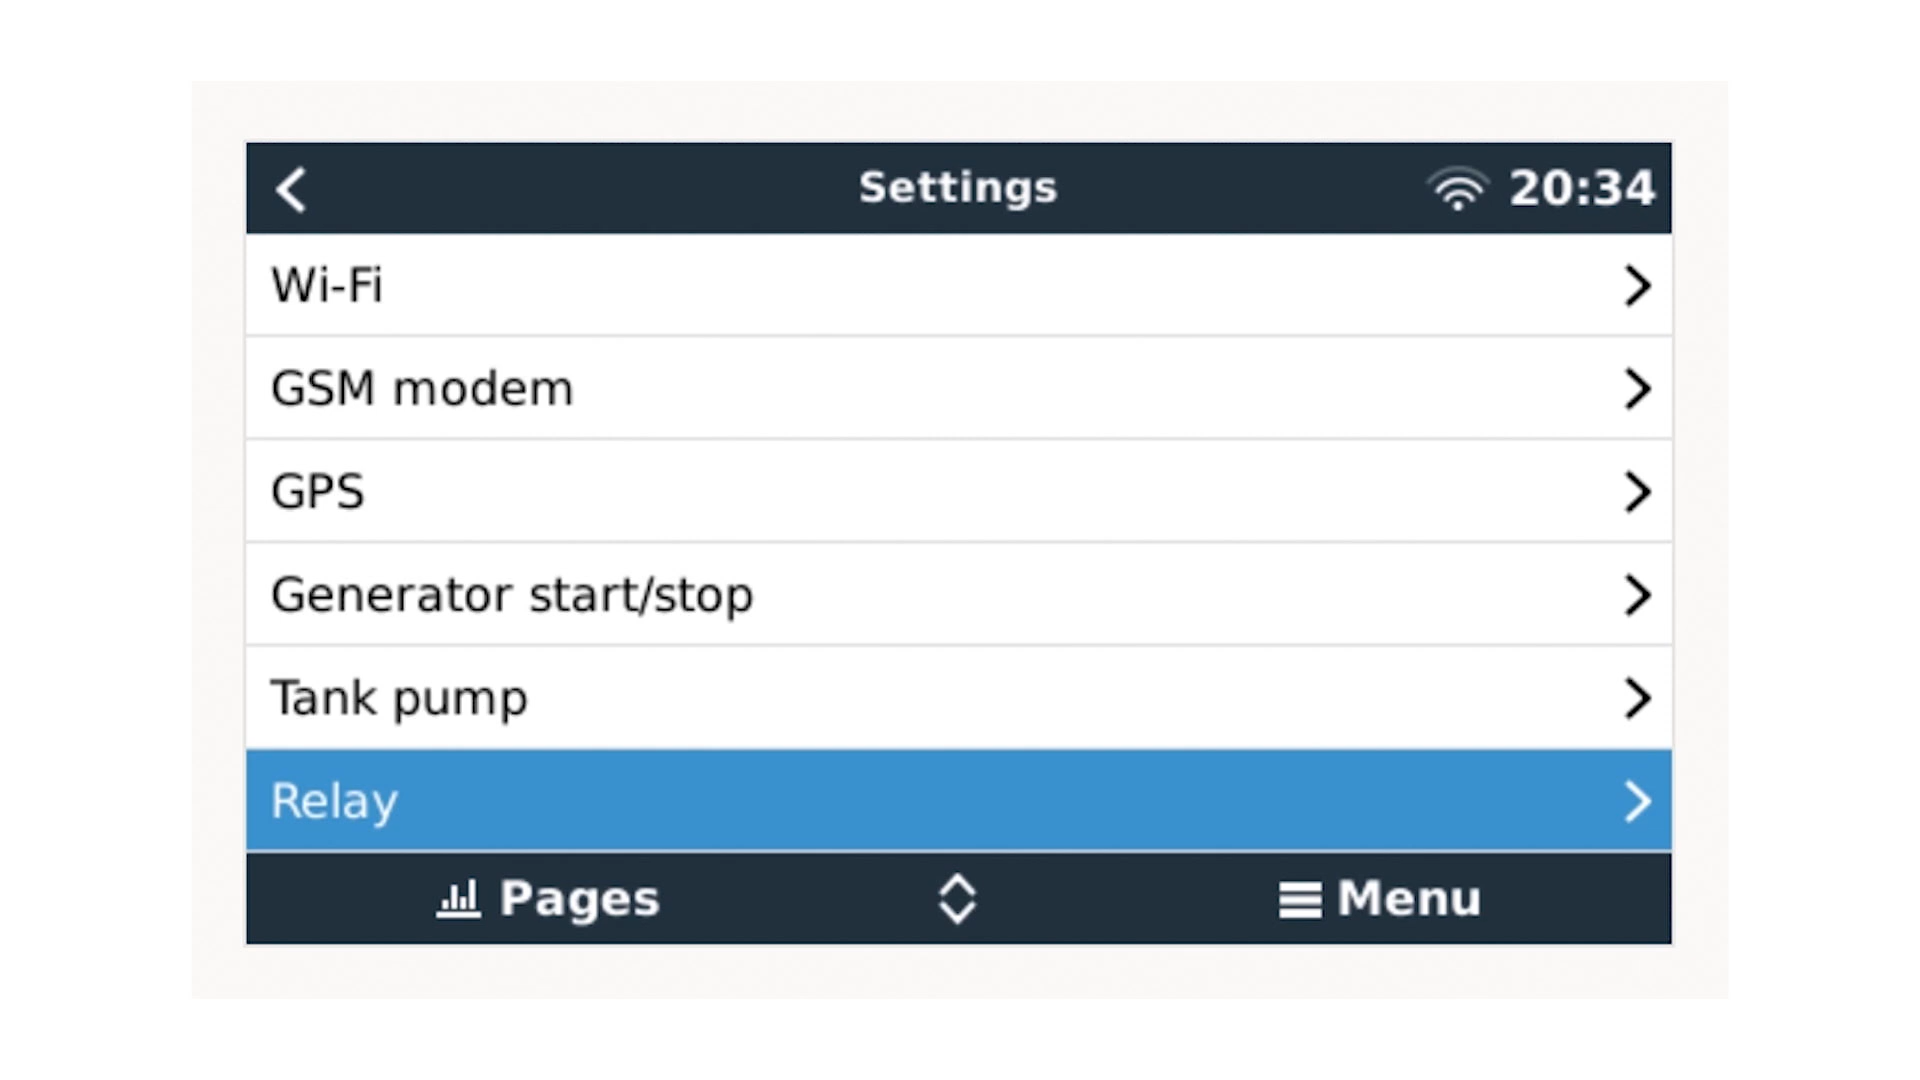 Settings
20:34
Wi-Fi
GSM modem
GPS
Generator start/stop
Tank pump
Relay
Pages
Menu